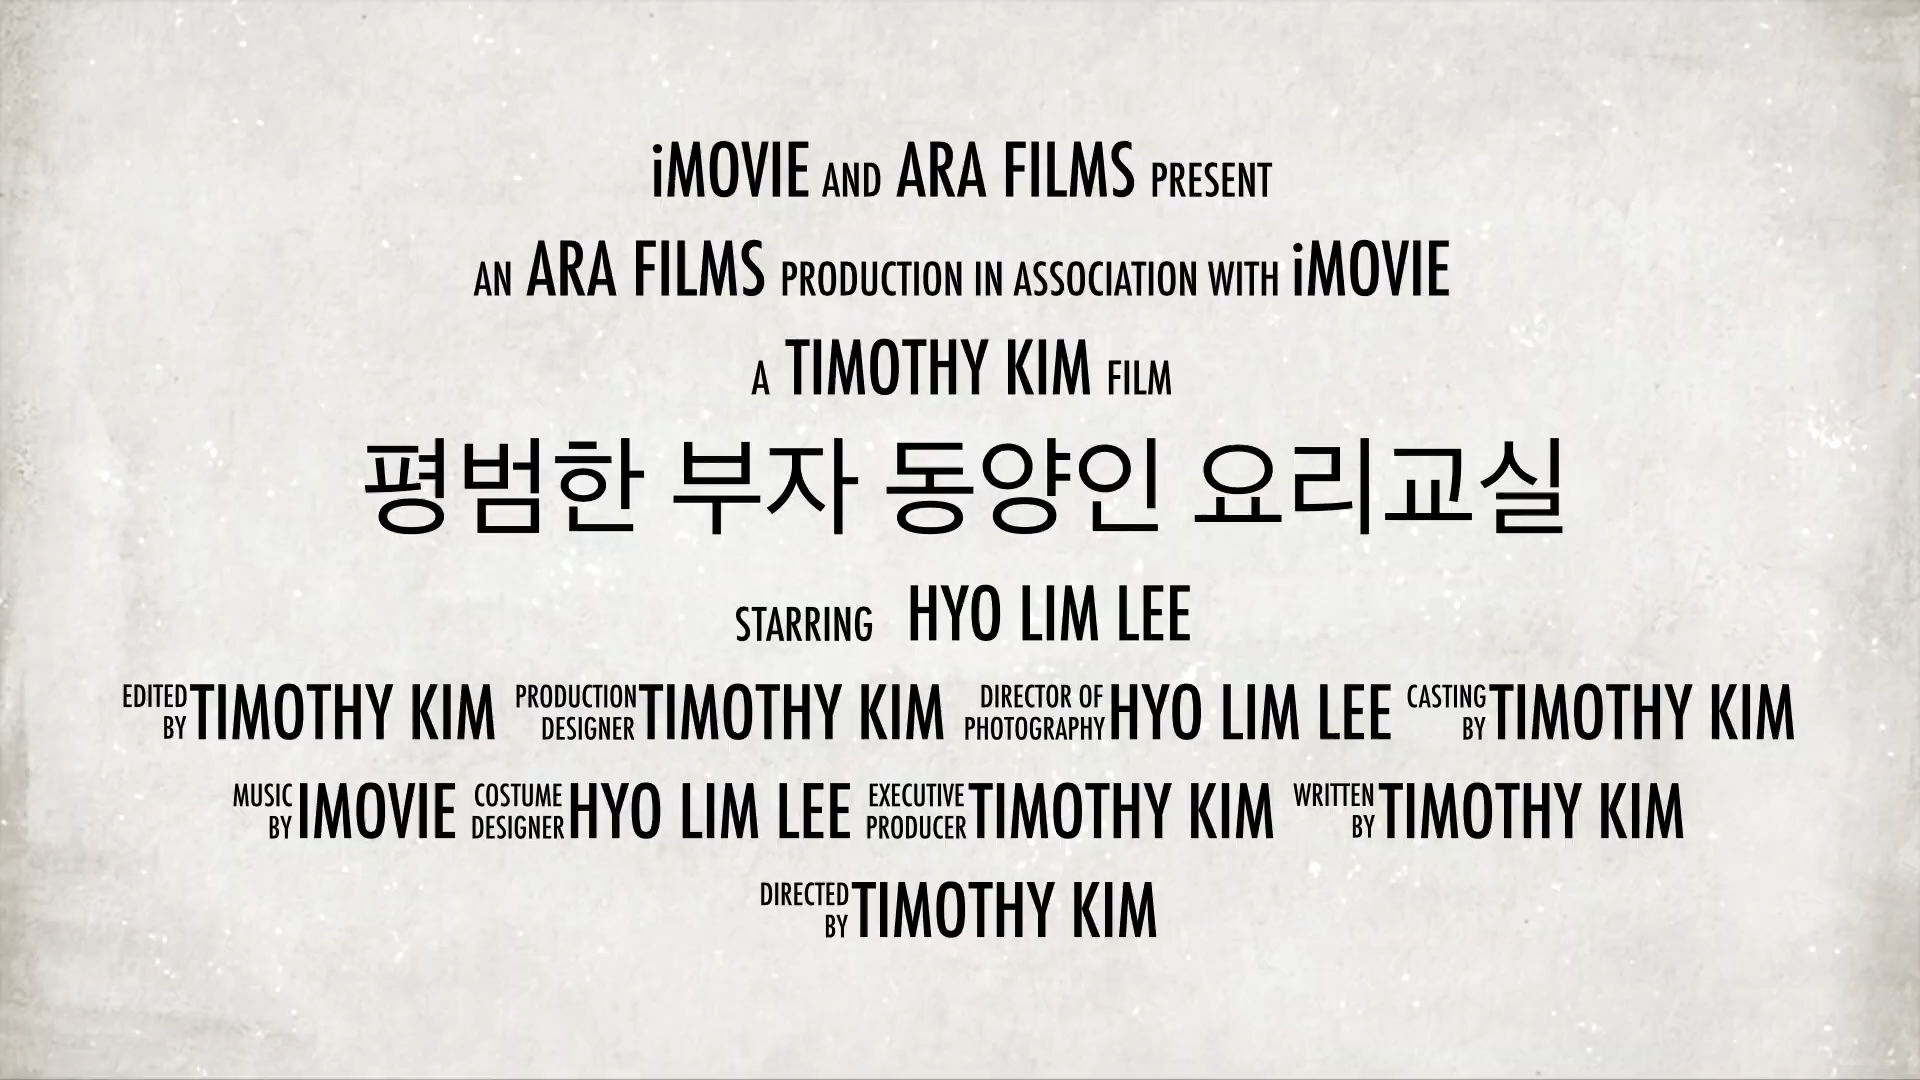 iMOVIE AND ARA FILMS PRESENT
AN ARA FILMS PRODUCTION IN ASSOCIATION WITH iMOVIE
A TIMOTHY KIM FILM
평범한 부자 동양인 요리교실
STARRING HYO LIM LEE
EDITED BY TIMOTHY KIM PRODUCTION DESIGNER TIMOTHY KIM DIRECTOR OF PHOTOGRAPHY HYO LIM LEE CASTING BY TIMOTHY KIM
MUSIC BY IMOVIE COSTUME DESIGNER HYO LIM LEE EXECUTIVE PRODUCER TIMOTHY KIM WRITTEN BY TIMOTHY KIM
DIRECTED BY TIMOTHY KIM